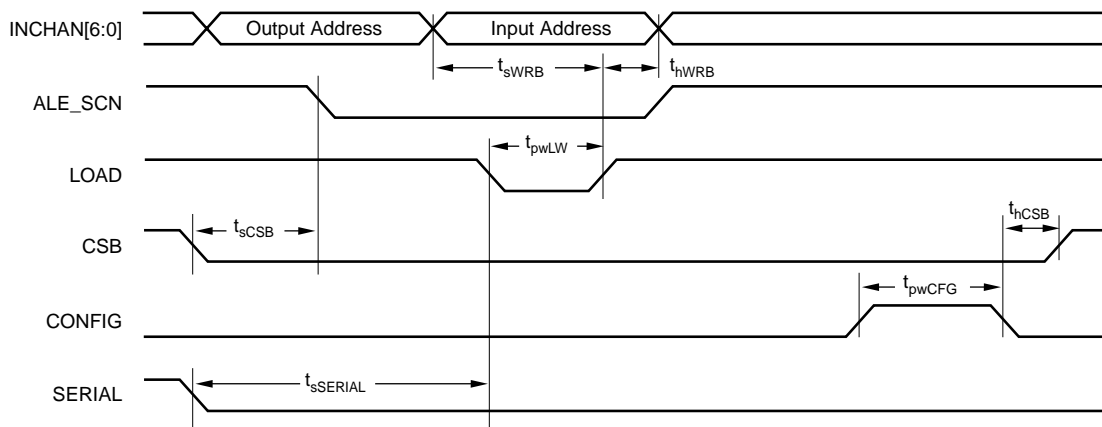 INCHAN[6:0] Output Address Input Address
tsWRB thWRB
ALE_SCN
tpwLW
LOAD
tsCSB thCSB
CSB
tpwCFG
CONFIG
tsSERIAL
SERIAL